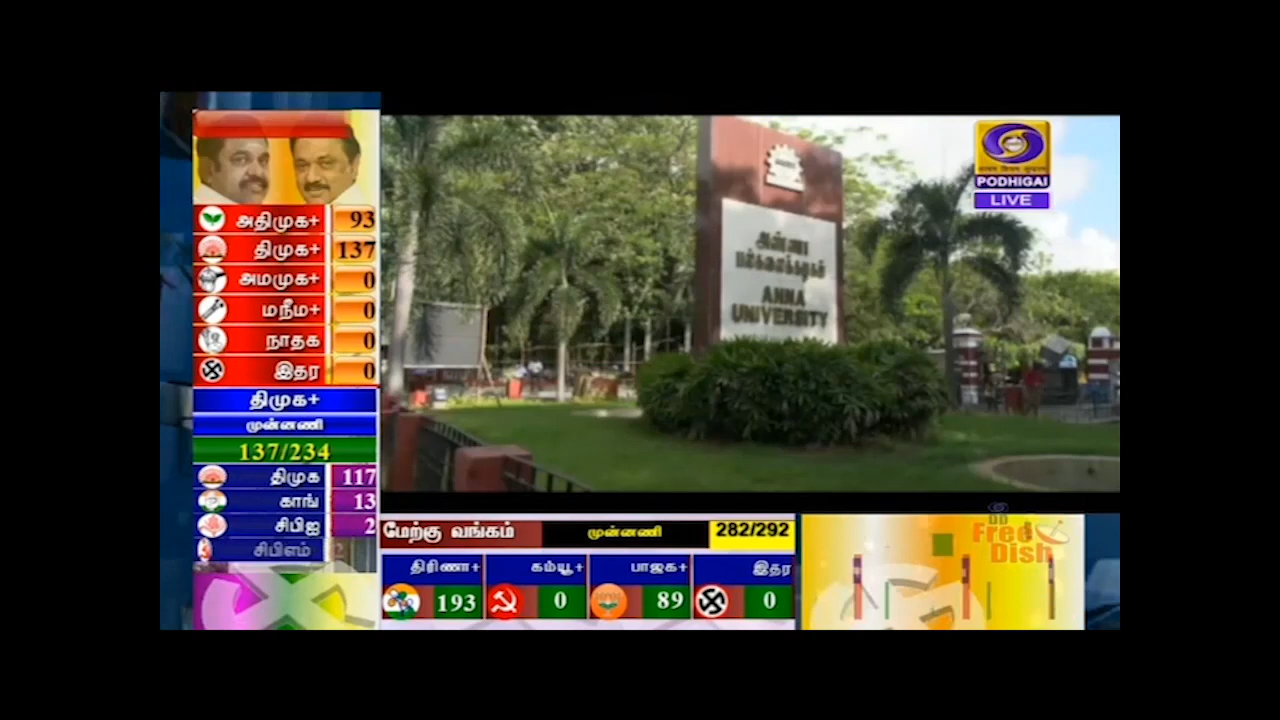 அதிமுக+ 93
திமுக+ 137
அமமுக+ 0
மநீம+ 0
நாதக 0
இதர 0
திமுக+
முன்னணி
137/234
திமுக 117
காங் 13
சிபிஐ 2
சிபிஎம் 2
அண்ணா
பல்கலைக்கழகம்
ANNA
UNIVERSITY
PODHIGAI
LIVE
மேற்கு வங்கம் முன்னணி 282/292
திரிணா+ கம்யூ+ பாஜக+ இதர
193 0 89 0
DD
Free
Dish